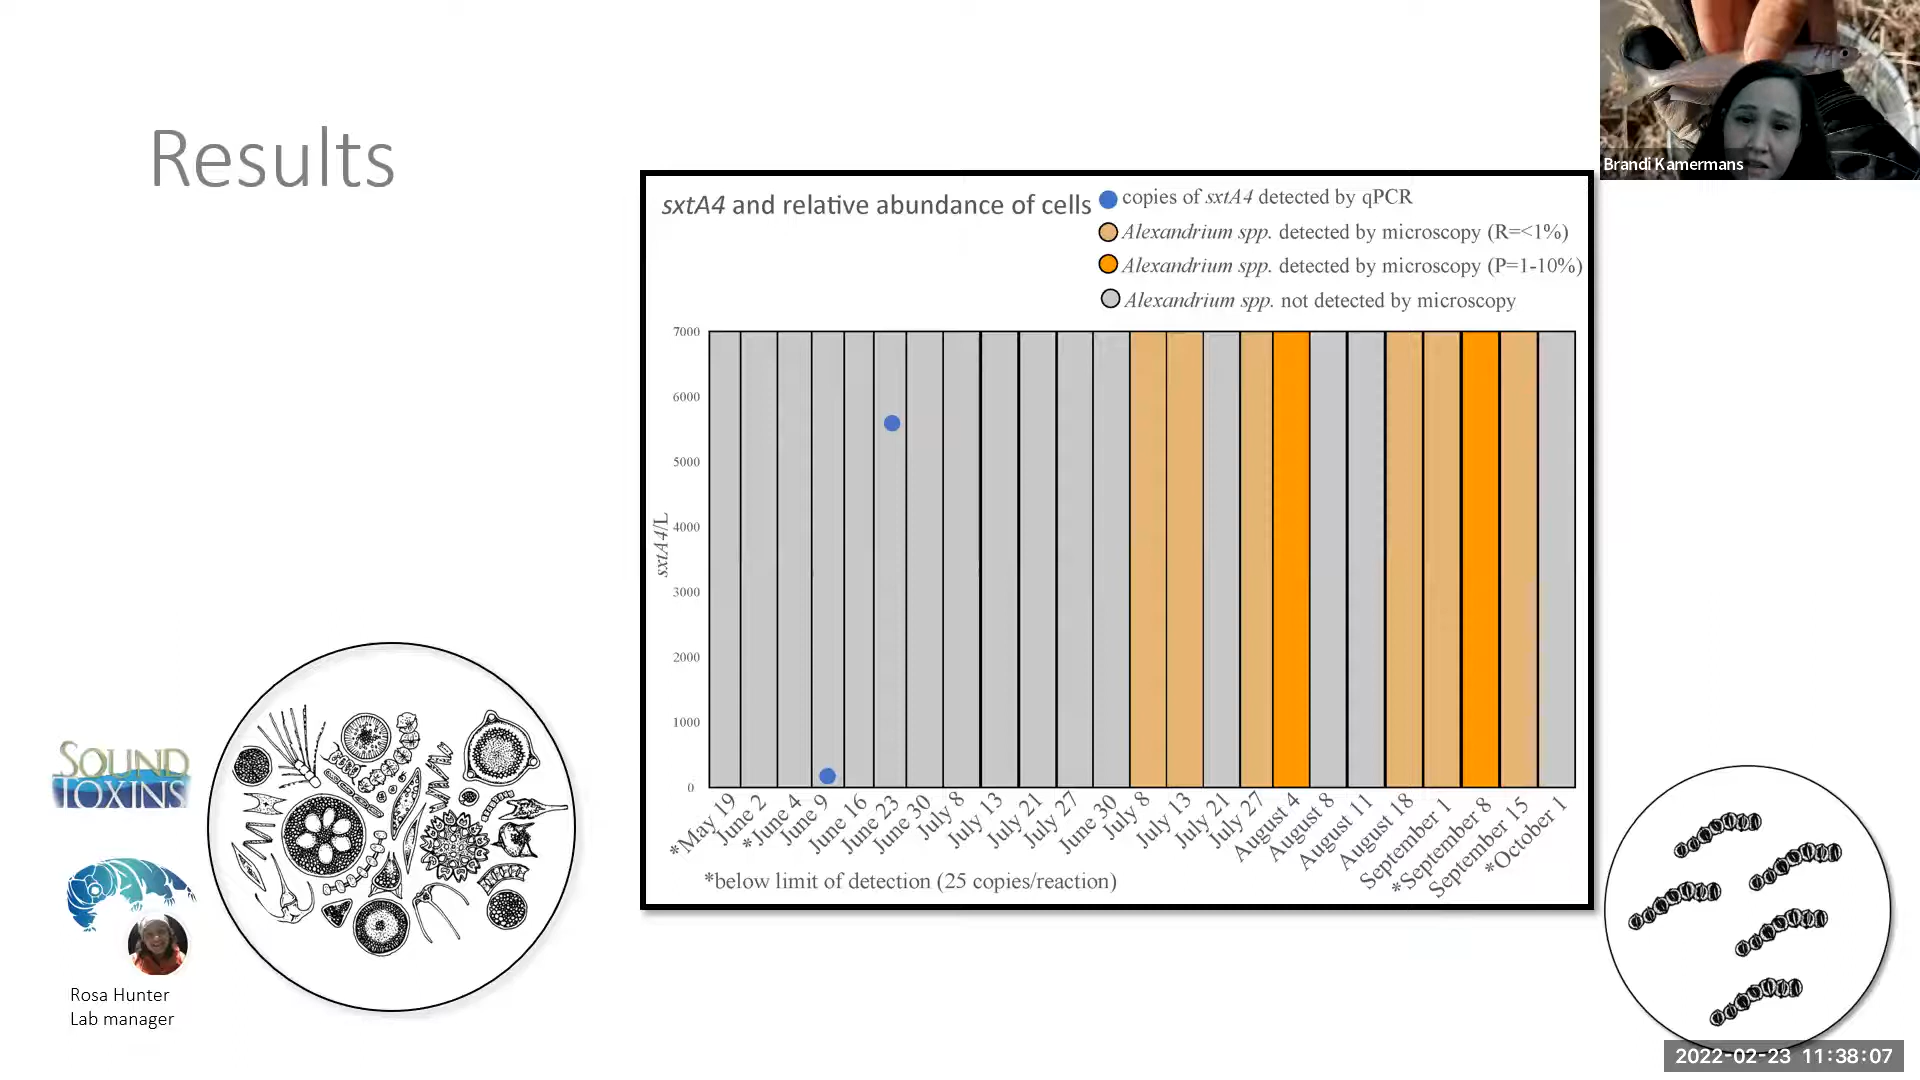 Results
Brandi Kamermans
sxtA4 and relative abundance of cells
copies of sxtA4 detected by qPCR
Alexandrium spp. detected by microscopy (R=<1%)
Alexandrium spp. detected by microscopy (P=1-10%)
Alexandrium spp. not detected by microscopy
7000
6000
5000
4000
3000
2000
1000
0
sxtA4/L
*May 19
June 2
*June 4
June 9
June 16
June 23
June 30
July 8
July 13
July 21
July 27
June 30
July 8
July 13
July 21
July 27
August 4
August 8
August 11
August 18
September 1
*September 8
September 15
*October 1
*below limit of detection (25 copies/reaction)
SOUND
TOXINS
Rosa Hunter
Lab manager
2022-02-23 11:38:07